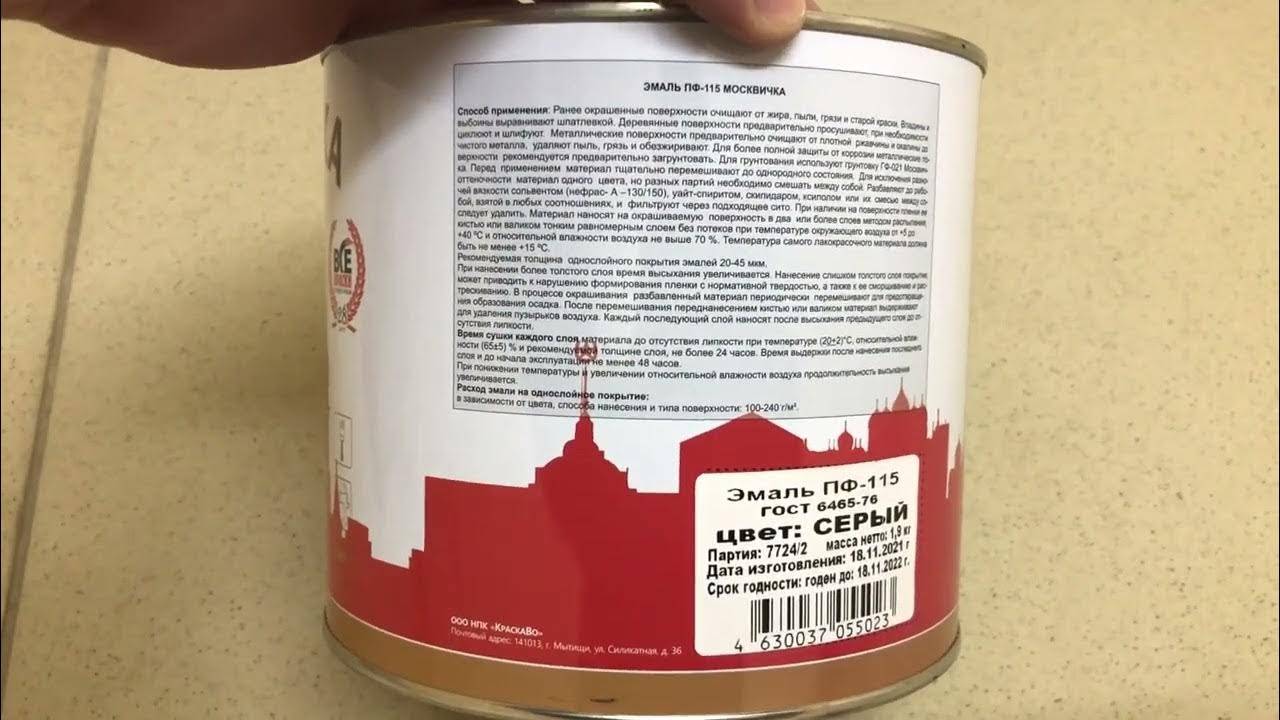 А
ВСЕ
ЭМАЛЬ ПФ-115 МОСКВИЧКА
Способ применения: Ранее окрашенные поверхности очищают от жира, пыли, грязи и старой краски. Впадины и
выбоины выравнивают шпатлевкой. Деревянные поверхности предварительно просушивают, при необходимости
циклюют и шлифуют. Металлические поверхности предварительно очищают от плотной ржавчины и окалины до
чистого металла, удаляют пыль, грязь и обезжиривают. Для более полной защиты от коррозии металлические по-
верхности рекомендуется предварительно загрунтовать. Для грунтования используют грунтовку ГФ-021 Москвич-
ка. Перед применением материал тщательно перемешивают до однородного состояния. Для исключения разно-
оттеночности материал одного цвета, но разных партий необходимо смешать между собой. Разбавляют до рабо-
чей вязкости сольвентом (нефрас- А –130/150), уайт-спиритом, скипидаром, ксилолом или их смесью между со-
бой, взятой в любых соотношениях, и фильтруют через подходящее сито. При наличии на поверхности пленки ее
следует удалить. Материал наносят на окрашиваемую поверхность в два или более слоев методом распыления,
кистью или валиком тонким равномерным слоем без потеков при температуре окружающего воздуха от +5 до
+40 ºС и относительной влажности воздуха не выше 70 %. Температура самого лакокрасочного материала должна
быть не менее +15 ºС.
Рекомендуемая толщина однослойного покрытия эмалей 20-45 мкм.
При нанесении более толстого слоя время высыхания увеличивается. Нанесение слишком толстого слоя покрытия
может приводить к нарушению формирования пленки с нормативной твердостью, а также к ее сморщиванию и рас-
трескиванию. В процессе окрашивания разбавленный материал периодически перемешивают для предотвраще-
ния образования осадка. После перемешивания переднанесением кистью или валиком материал выдерживают
для удаления пузырьков воздуха. Каждый последующий слой наносят после высыхания предыдущего слоя до от-
сутствия липкости.
Время сушки каждого слоя материала до отсутствия липкости при температуре (20±2)°С, относительной влаж-
ности (65±5) % и рекомендуемой толщине слоя, не более 24 часов. Время выдержки после нанесения последнего
слоя и до начала эксплуатации не менее 48 часов.
При понижении температуры и увеличении относительной влажности воздуха продолжительность высыхания
увеличивается.
Расход эмали на однослойное покрытие:
в зависимости от цвета, способа нанесения и типа поверхности: 100-240 г/м².
Эмаль ПФ-115
ГОСТ 6465-76
цвет: СЕРЫЙ
Партия: 7724/2 масса нетто: 1,9 кг
Дата изготовления: 18.11.2021 г
Срок годности: годен до: 18.11.2022 г.
4 630037 055023
ООО НПК «КраскаВо»
Почтовый адрес: 141013, г. Мытищи, ул. Силикатная, д. 36